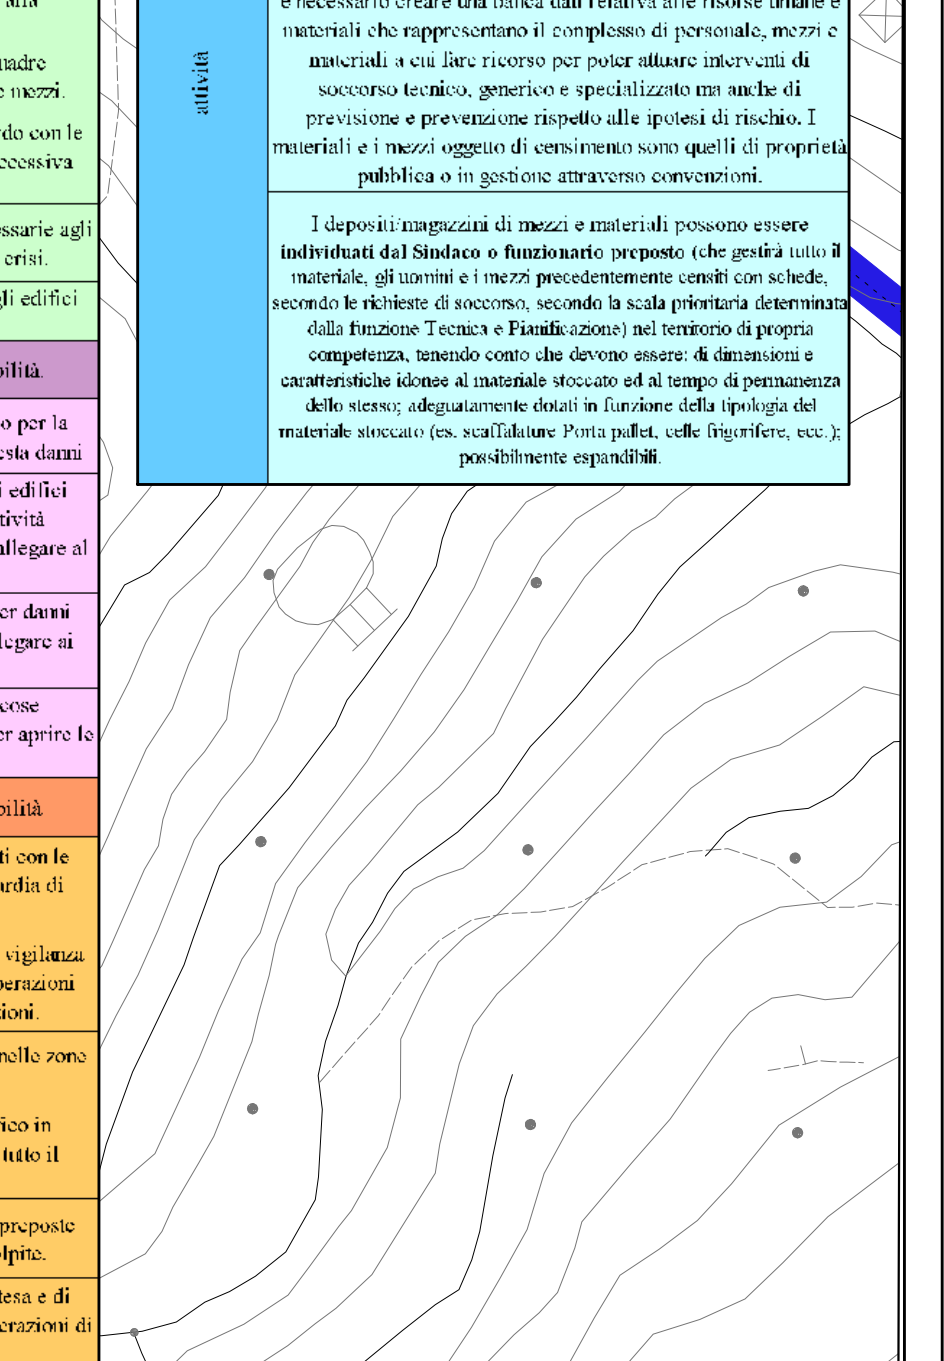 alla
uadre
e mezzi.
rdo con le
ccessiva
essarie agli
crisi.
gli edifici
bilità.
o per la
esta danni
i edifici
tività
allegare al
er danni
legare ai
cose
er aprire le
bilità
ti con le
ardia di
vigilanza
perazioni
zioni.
nelle zone
fico in
tutto il
preposte
olpite.
tesa e di
erazioni di
attività
è necessario creare una banca dati relativa alle risorse umane e
materiali che rappresentano il complesso di personale, mezzi e
materiali a cui fare ricorso per poter attuare interventi di
soccorso tecnico, generico e specializzato ma anche di
previsione e prevenzione rispetto alle ipotesi di rischio. I
materiali e i mezzi oggetto di censimento sono quelli di proprietà
pubblica o in gestione attraverso convenzioni.
I depositi/magazzini di mezzi e materiali possono essere
individuati dal Sindaco o funzionario preposto (che gestirà tutto il
materiale, gli uomini e i mezzi precedentemente censiti con schede,
secondo le richieste di soccorso, secondo la scala prioritaria determinata
dalla funzione Tecnica e Pianificazione) nel territorio di propria
competenza, tenendo conto che devono essere: di dimensioni e
caratteristiche idonee al materiale stoccato ed al tempo di permanenza
dello stesso; adeguatamente dotati in funzione della tipologia del
materiale stoccato (es. scaffalature Porta pallet, celle frigorifere, ecc.);
possibilmente espandibili.